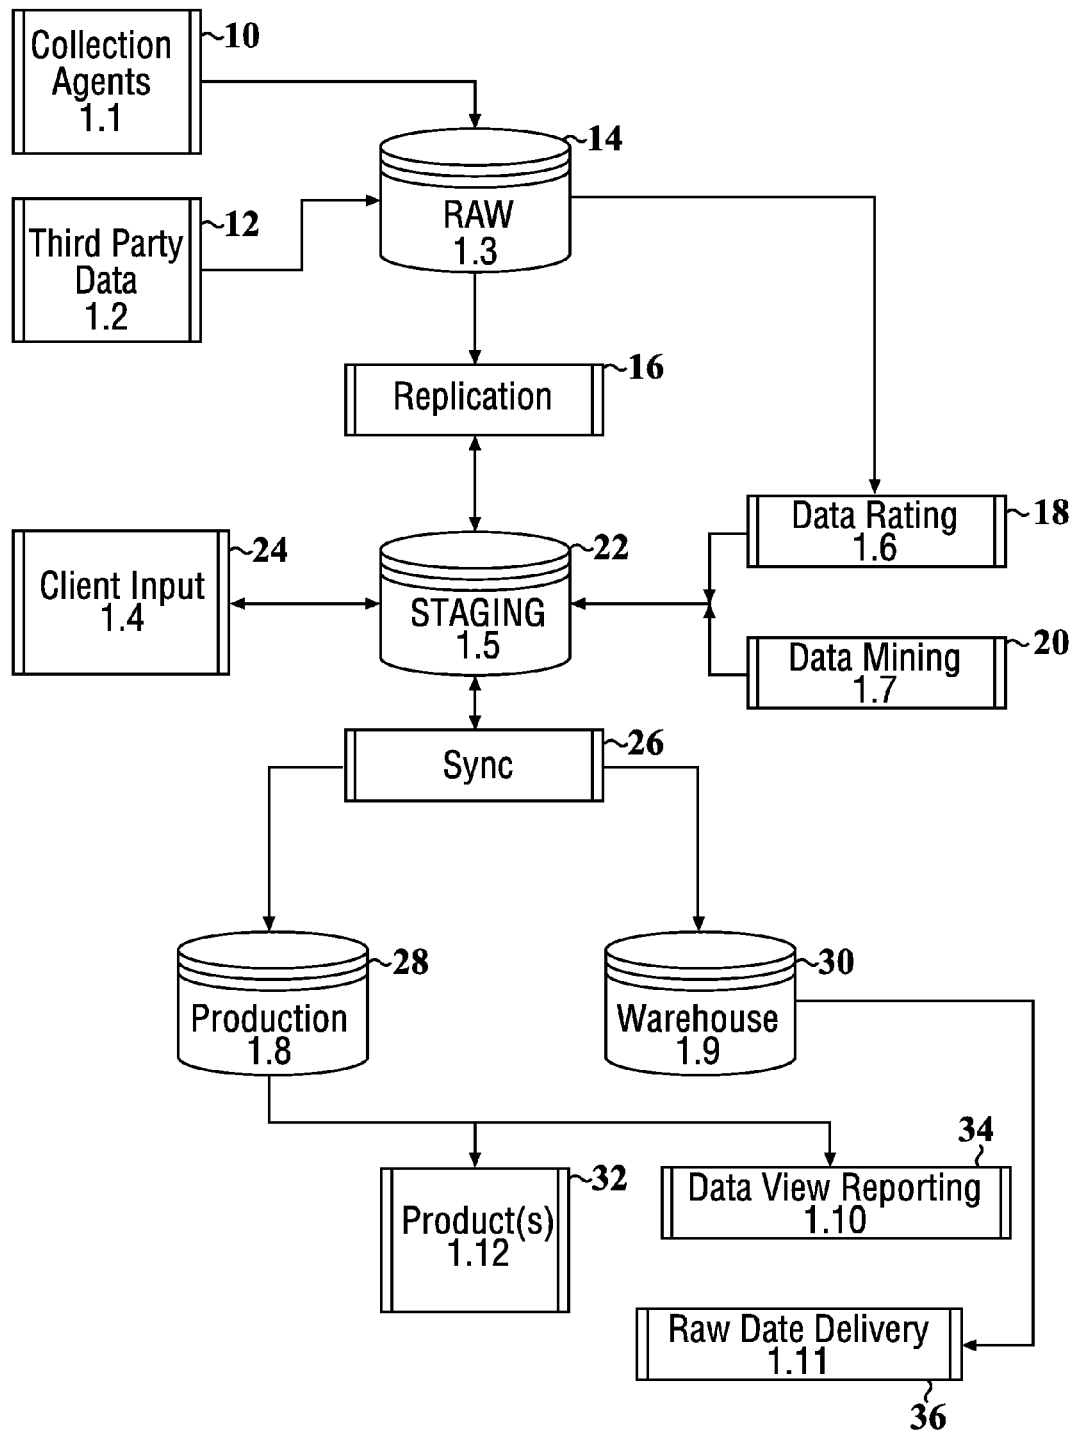 Collection
Agents
1.1
10
14
Third Party
Data
1.2
12
RAW
1.3
Replication
16
Data Rating
1.6
18
Client Input
1.4
24
STAGING
1.5
22
Data Mining
1.7
20
Sync
26
Production
1.8
28
Warehouse
1.9
30
Product(s)
1.12
32
34
Data View Reporting
1.10
Raw Date Delivery
1.11
36